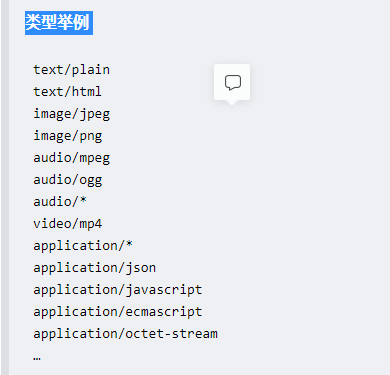 类型举例
text/plain
text/html
image/jpeg
image/png
audio/mpeg
audio/ogg
audio/*
video/mp4
application/*
application/json
application/javascript
application/ecmascript
application/octet-stream
…